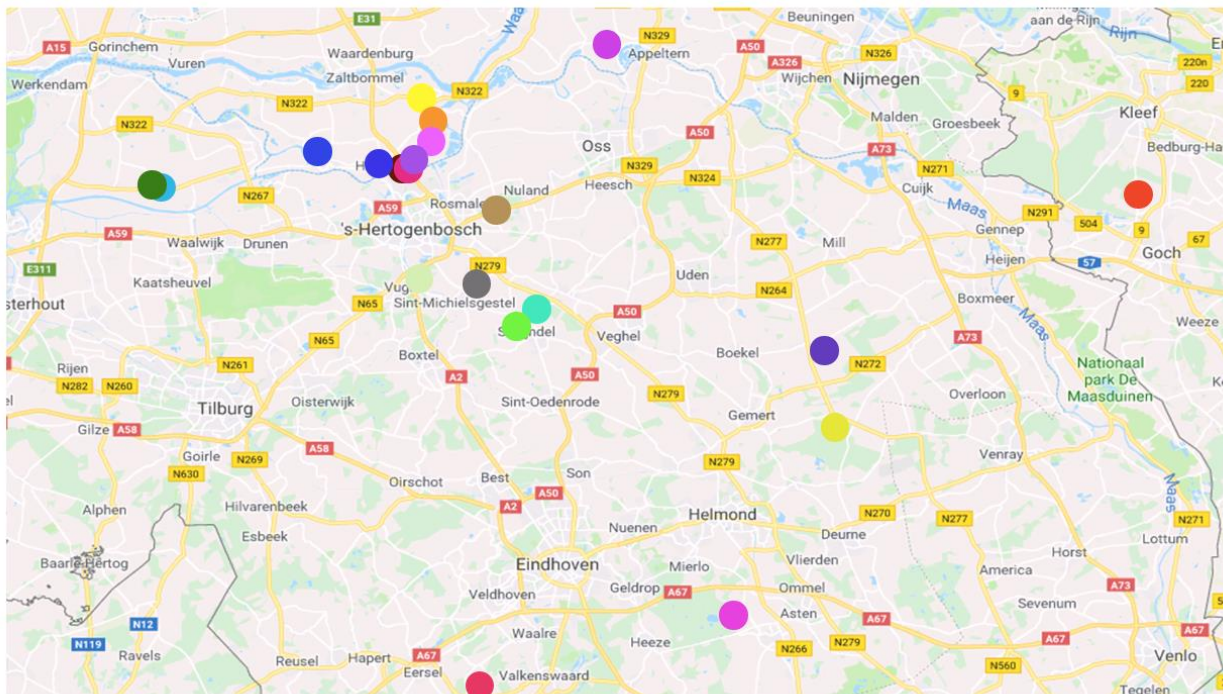 E31
Beuningen
aan de Rijn
Rijn
A15
Gorinchem
Vuren
Waardenburg
Zaltbommel
N329
Appeltern
A50
A326
N326
Wijchen
Nijmegen
220n
220
9
Kleef
Werkendam
N322
N322
N322
Malden
Groesbeek
Bedburg-Ha
Oss
A50
A73
N271
N329
N324
Heesch
Nuland
Cuijk
N267
A59
Maas
N291
Gennep
504
9
67
A59
Waalwijk
Drunen
's-Hertogenbosch
N277
Mill
Goch
57
E311
Kaatsheuvel
N279
Uden
N264
Heijen
Boxmeer
N65
Sint-Michielsgestel
A50
Veghel
Maas
Weeze
N65
Boxtel
Boekel
N272
A73
Nationaal
park De
Maasduinen
Rijen
N261
N282
N260
A2
A50
Tilburg
Oisterwijk
Sint-Oedenrode
N279
Overloon
Gilze
A58
Gemert
Goirle
N269
A58
N630
Best
Son
N279
Venray
Oirschot
Maas
Alphen
Hilvarenbeek
A2
A50
Helmond
N270
N277
N271
Esbeek
Nuenen
Deurne
Lottum
Baarle-Hertog
Eindhoven
Mierlo
Vlierden
America
Horst
Veldhoven
Geldrop
A67
Ommel
A73
N12
Asten
A67
Sevenum
N119
Waalre
Heeze
N266
N279
A67
A67
Ravels
Reusel
Hapert
A67
Eersel
Valkenswaard
N560
Venlo
Tegelen